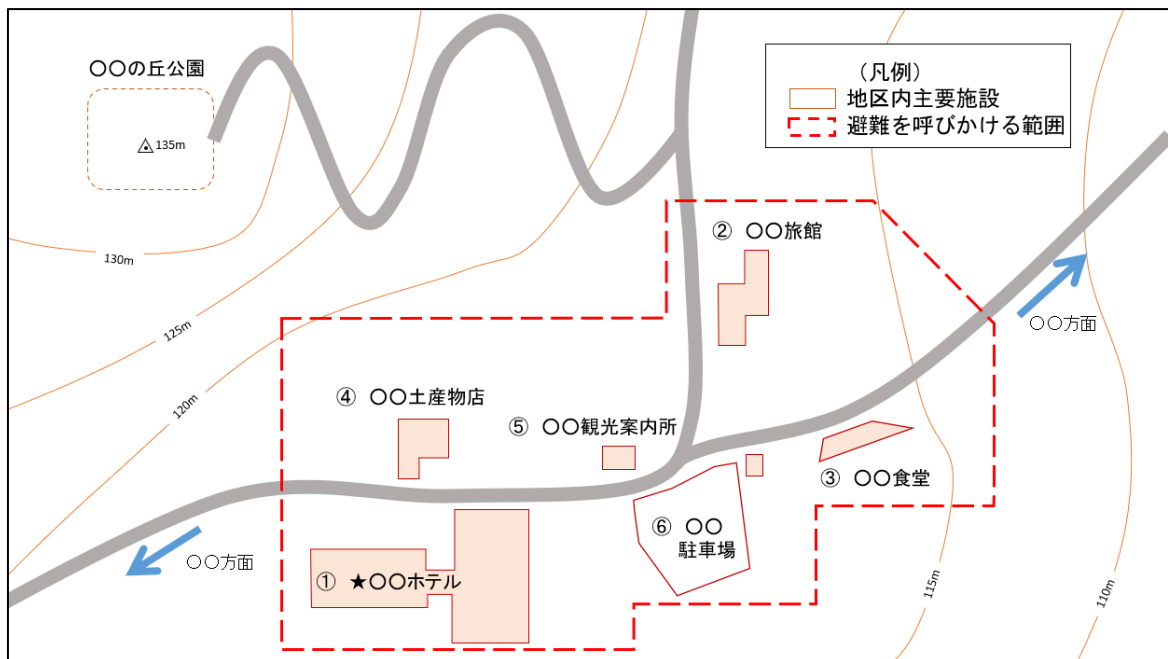 〇〇の丘公園
135m
(凡例)
地区内主要施設
避難を呼びかける範囲
② 〇〇旅館
130m
125m
〇〇方面
120m
④ 〇〇土産物店
⑤ 〇〇観光案内所
③ 〇〇食堂
⑥ 〇〇
駐車場
〇〇方面
① ★〇〇ホテル
115m
110m